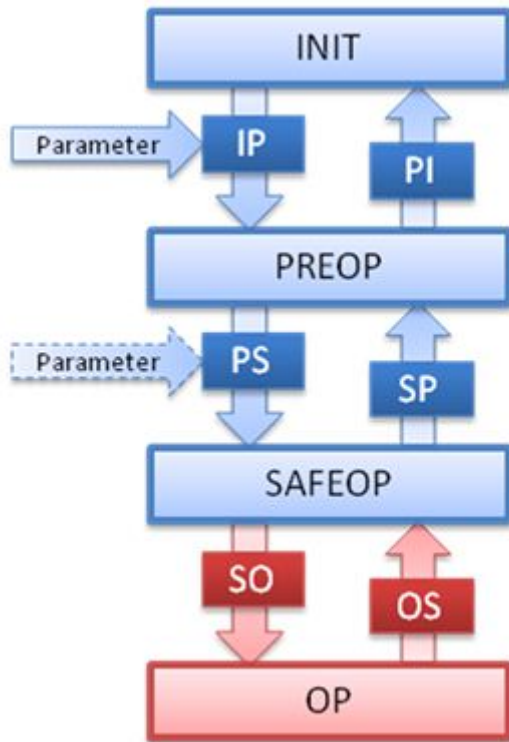 INIT
Parameter
IP
PI
PREOP
Parameter
PS
SP
SAFEOP
SO
OS
OP